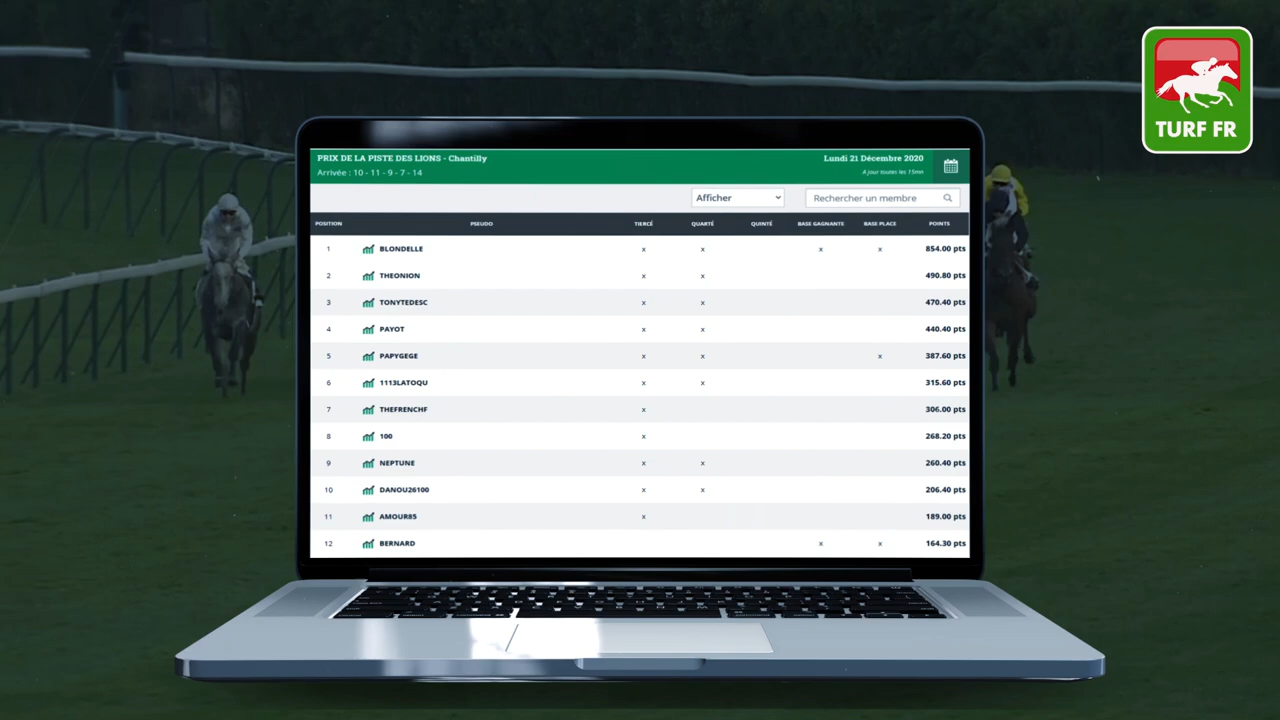 TURF FR
PRIX DE LA PISTE DES LIONS - Chantilly
Lundi 21 Décembre 2020
Arrivée : 10 - 11 - 9 - 7 - 14
A jour toutes les 15mn
Afficher
Rechercher un membre
POSITION PSEUDO TIERCÉ QUARTÉ QUINTÉ BASE GAGNANTE BASE PLACE POINTS
1 BLONDELLE x x x x 854.00 pts
2 THEONION x x 490.80 pts
3 TONYTEDESC x x 470.40 pts
4 PAYOT x x 440.40 pts
5 PAPYGEGE x x x 387.60 pts
6 1113LATOQU x x 315.60 pts
7 THEFRENCHF x 306.00 pts
8 100 x 268.20 pts
9 NEPTUNE x x 260.40 pts
10 DANOU26100 x x 206.40 pts
11 AMOUR85 x 189.00 pts
12 BERNARD x x 164.30 pts